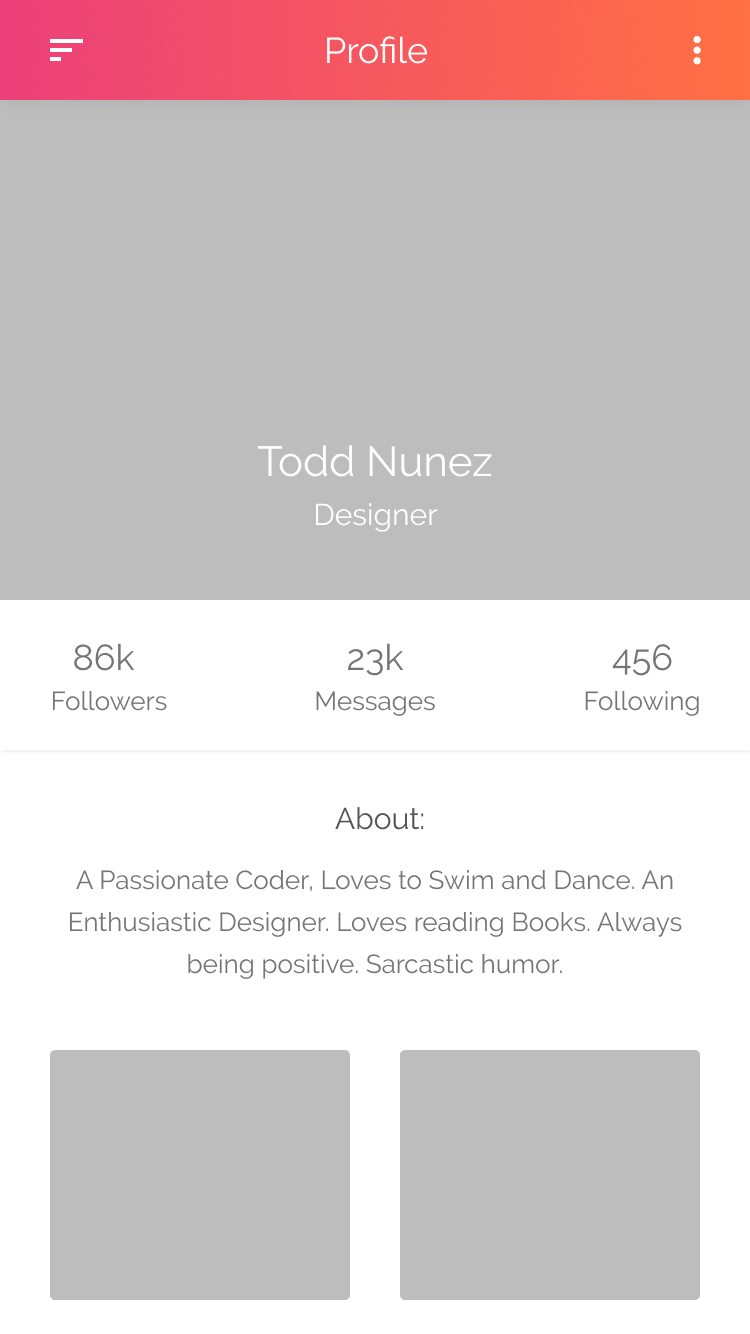 Profile
Todd Nunez
Designer
86k 23k 456
Followers Messages Following
About:
A Passionate Coder, Loves to Swim and Dance. An
Enthusiastic Designer. Loves reading Books. Always
being positive. Sarcastic humor.